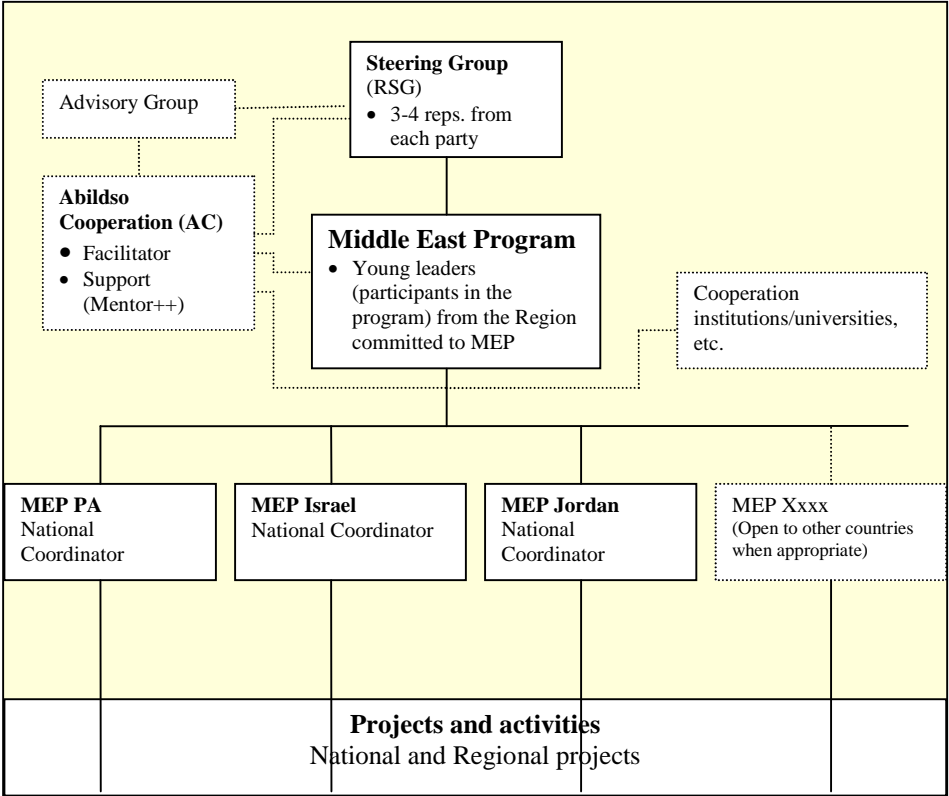 Steering Group
(RSG)
• 3-4 reps. from
each party
Advisory Group
Abildso
Cooperation (AC)
• Facilitator
• Support
(Mentor++)
Middle East Program
• Young leaders
(participants in the
program) from the Region
committed to MEP
Cooperation
institutions/universities,
etc.
MEP PA
National
Coordinator
MEP Israel
National Coordinator
MEP Jordan
National
Coordinator
MEP Xxxx
(Open to other countries
when appropriate)
Projects and activities
National and Regional projects